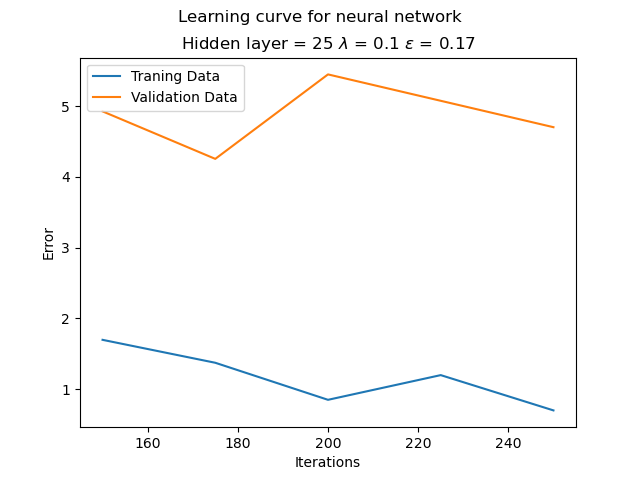 Learning curve for neural network
Hidden layer = 25 λ = 0.1 ε = 0.17
Traning Data
Validation Data
5
4
3
2
1
Error
160 180 200 220 240
Iterations